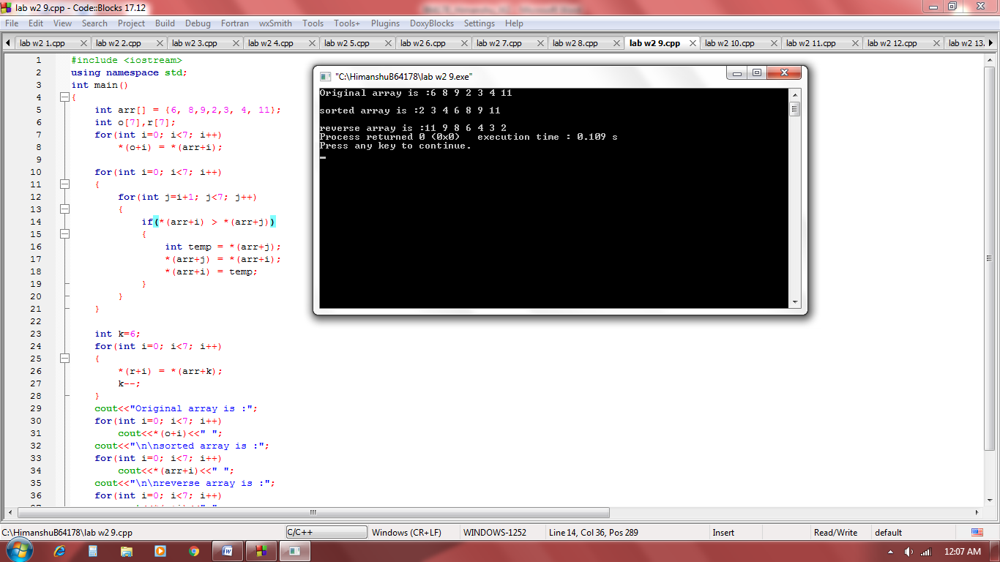 lab w2 9.cpp - Code::Blocks 17.12
File Edit View Search Project Build Debug Fortran wxSmith Tools Tools+ Plugins DoxyBlocks Settings Help
lab w2 1.cpp lab w2 2.cpp lab w2 3.cpp lab w2 4.cpp lab w2 5.cpp lab w2 6.cpp lab w2 7.cpp lab w2 8.cpp lab w2 9.cpp lab w2 10.cpp lab w2 11.cpp lab w2 12.cpp lab w2 13.
1 #include <iostream>
2 using namespace std;
3 int main()
4 {
5 int arr[] = {6, 8,9,2,3, 4, 11};
6 int o[7],r[7];
7 for(int i=0; i<7; i++)
8 *(o+i) = *(arr+i);
9
10 for(int i=0; i<7; i++)
11 {
12 for(int j=i+1; j<7; j++)
13 {
14 if(*(arr+i) > *(arr+j))
15 {
16 int temp = *(arr+j);
17 *(arr+j) = *(arr+i);
18 *(arr+i) = temp;
19 }
20 }
21 }
22
23 int k=6;
24 for(int i=0; i<7; i++)
25 {
26 *(r+i) = *(arr+k);
27 k--;
28 }
29 cout<<"Original array is :";
30 for(int i=0; i<7; i++)
31 cout<<*(o+i)<<" ";
32 cout<<"\n\nsorted array is :";
33 for(int i=0; i<7; i++)
34 cout<<*(arr+i)<<" ";
35 cout<<"\n\nreverse array is :";
36 for(int i=0; i<7; i++)
"C:\HimanshuB64178\lab w2 9.exe"
Original array is :6 8 9 2 3 4 11
sorted array is :2 3 4 6 8 9 11
reverse array is :11 9 8 6 4 3 2
Process returned 0 (0x0)   execution time : 0.109 s
Press any key to continue.
C:\HimanshuB64178\lab w2 9.cpp C/C++ Windows (CR+LF) WINDOWS-1252 Line 14, Col 36, Pos 289 Insert Read/Write default
12:07 AM